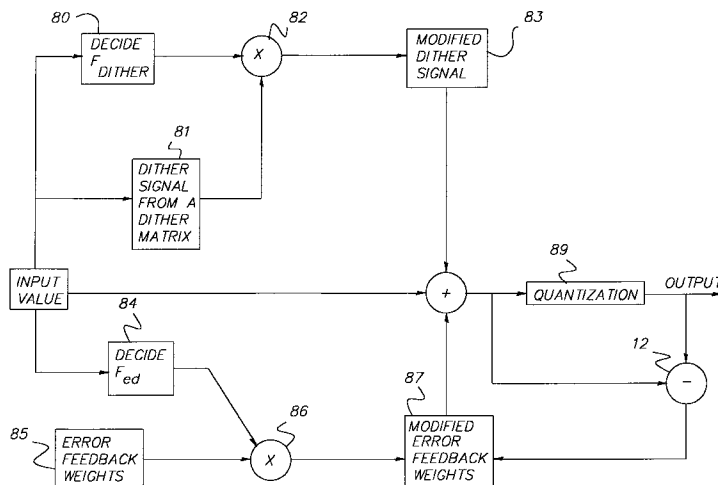 80
DECIDE
F DITHER
82
X
MODIFIED
DITHER
SIGNAL
83
81
DITHER
SIGNAL
FROM A
DITHER
MATRIX
INPUT
VALUE
+
89
QUANTIZATION
OUTPUT
84
DECIDE
Fed
12
-
85
ERROR
FEEDBACK
WEIGHTS
86
X
87
MODIFIED
ERROR
FEEDBACK
WEIGHTS